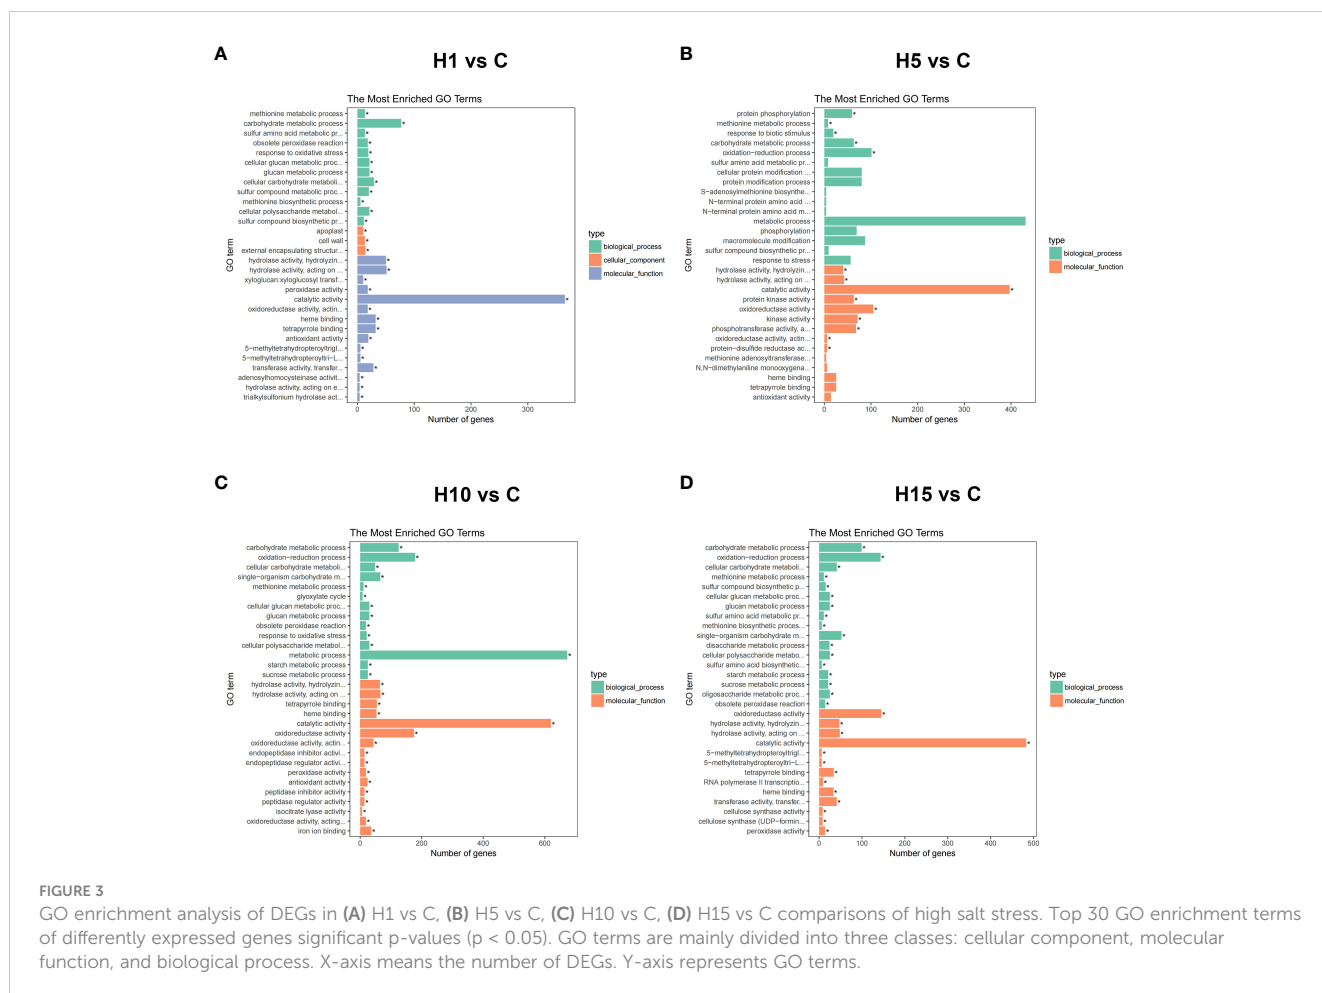 A
H1 vs C
The Most Enriched GO Terms
methionine metabolic process
carbohydrate metabolic process
sulfur amino acid metabolic pr...
obsolete peroxidase reaction
response to oxidative stress
cellular glucan metabolic proc...
glucan metabolic process
cellular carbohydrate metaboli...
sulfur compound metabolic proc...
methionine biosynthetic process
cellular polysaccharide metabol...
sulfur compound biosynthetic pr...
apoplast
cell wall
external encapsulating structur...
hydrolase activity, hydrolyzin...
hydrolase activity, acting on ...
xyloglucan:xyloglucosyl transf...
peroxidase activity
catalytic activity
oxidoreductase activity, actin...
heme binding
tetrapyrrole binding
antioxidant activity
5-methyltetrahydropteroyltrigl...
5-methyltetrahydropteroyltri-L...
transferase activity, transfer...
adenosylhomocysteinase activit...
hydrolase activity, acting on e...
trialkylsulfonium hydrolase act...
GO term
0 100 200 300
Number of genes
type
biological_process
cellular_component
molecular_function
B
H5 vs C
The Most Enriched GO Terms
protein phosphorylation
methionine metabolic process
response to biotic stimulus
carbohydrate metabolic process
oxidation-reduction process
sulfur amino acid metabolic pr...
cellular protein modification ...
protein modification process
S-adenosylmethionine biosynthe...
N-terminal protein amino acid ...
N-terminal protein amino acid m...
metabolic process
phosphorylation
macromolecule modification
sulfur compound biosynthetic pr...
response to stress
hydrolase activity, hydrolyzin...
hydrolase activity, acting on ...
catalytic activity
protein kinase activity
oxidoreductase activity
kinase activity
phosphotransferase activity, a...
oxidoreductase activity, actin...
protein-disulfide reductase ac...
methionine adenosyltransferase...
N,N-dimethylaniline monooxygena...
heme binding
tetrapyrrole binding
antioxidant activity
GO term
0 100 200 300 400
Number of genes
type
biological_process
molecular_function
C
H10 vs C
The Most Enriched GO Terms
carbohydrate metabolic process
oxidation-reduction process
cellular carbohydrate metaboli...
single-organism carbohydrate m...
methionine metabolic process
glyoxylate cycle
cellular glucan metabolic proc...
glucan metabolic process
obsolete peroxidase reaction
response to oxidative stress
cellular polysaccharide metabol...
metabolic process
starch metabolic process
sucrose metabolic process
hydrolase activity, hydrolyzin...
hydrolase activity, acting on ...
tetrapyrrole binding
heme binding
catalytic activity
oxidoreductase activity
oxidoreductase activity, actin...
endopeptidase inhibitor activi...
endopeptidase regulator activi...
peroxidase activity
antioxidant activity
peptidase inhibitor activity
peptidase regulator activity
isocitrate lyase activity
oxidoreductase activity, acting...
iron ion binding
GO term
0 200 400 600
Number of genes
type
biological_process
molecular_function
D
H15 vs C
The Most Enriched GO Terms
carbohydrate metabolic process
oxidation-reduction process
cellular carbohydrate metaboli...
methionine metabolic process
sulfur compound biosynthetic p...
cellular glucan metabolic proc...
glucan metabolic process
sulfur amino acid metabolic pr...
methionine biosynthetic proces...
single-organism carbohydrate m...
disaccharide metabolic process
cellular polysaccharide metabo...
sulfur amino acid biosynthetic...
starch metabolic process
sucrose metabolic process
oligosaccharide metabolic proc...
obsolete peroxidase reaction
oxidoreductase activity
hydrolase activity, hydrolyzin...
hydrolase activity, acting on ...
catalytic activity
5-methyltetrahydropteroyltrigl...
5-methyltetrahydropteroyltri-L...
tetrapyrrole binding
RNA polymerase II transcriptio...
heme binding
transferase activity, transfer...
cellulose synthase activity
cellulose synthase (UDP-formin...
peroxidase activity
GO term
0 100 200 300 400 500
Number of genes
type
biological_process
molecular_function
FIGURE 3
GO enrichment analysis of DEGs in (A) H1 vs C, (B) H5 vs C, (C) H10 vs C, (D) H15 vs C comparisons of high salt stress. Top 30 GO enrichment terms
of differently expressed genes significant p-values (p < 0.05). GO terms are mainly divided into three classes: cellular component, molecular
function, and biological process. X-axis means the number of DEGs. Y-axis represents GO terms.